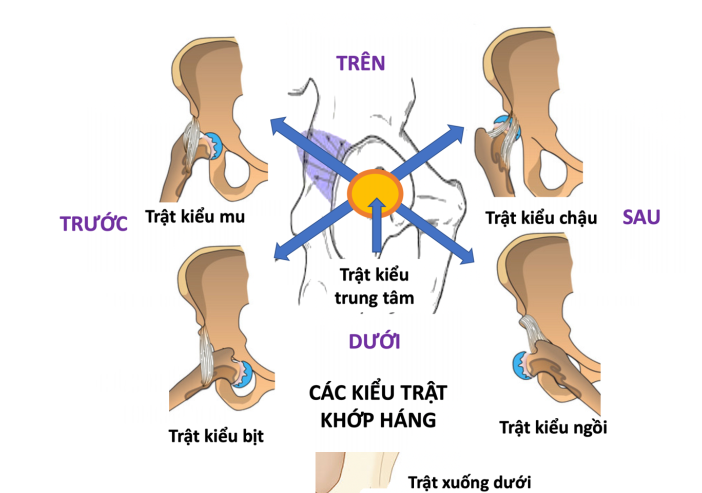 TRÊN
TRƯỚC
Trật kiểu mu
Trật kiểu chậu
SAU
Trật kiểu
trung tâm
DƯỚI
CÁC KIỂU TRẬT
KHỚP HÁNG
Trật kiểu bịt
Trật kiểu ngồi
Trật xuống dưới